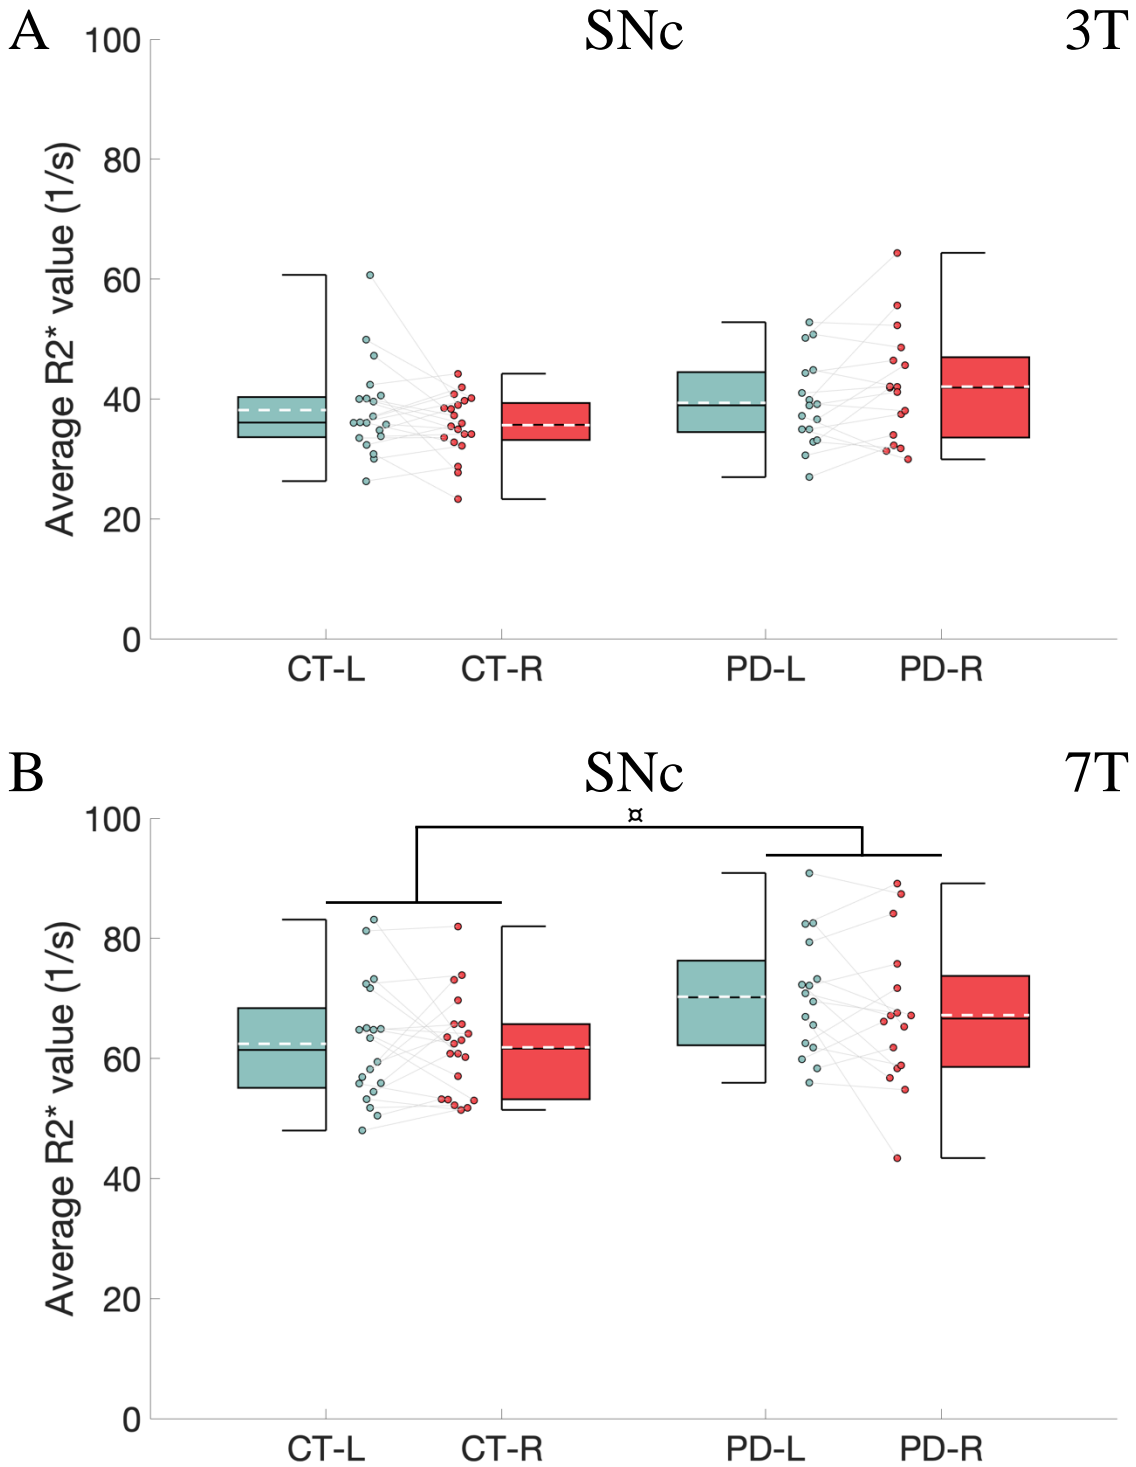 A SNc 3T
Average R2* value (1/s)
100
80
60
40
20
0
CT-L CT-R PD-L PD-R
B SNc 7T
¤
Average R2* value (1/s)
100
80
60
40
20
0
CT-L CT-R PD-L PD-R